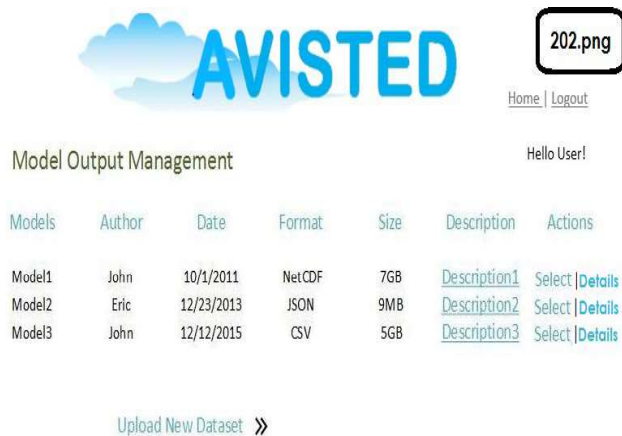 AVISTED
202.png
Home | Logout
Hello User!
Model Output Management
Models Author Date Format Size Description Actions
Model1 John 10/1/2011 NetCDF 7GB Description1 Select |Details
Model2 Eric 12/23/2013 JSON 9MB Description2 Select |Details
Model3 John 12/12/2015 CSV 5GB Description3 Select |Details
Upload New Dataset »